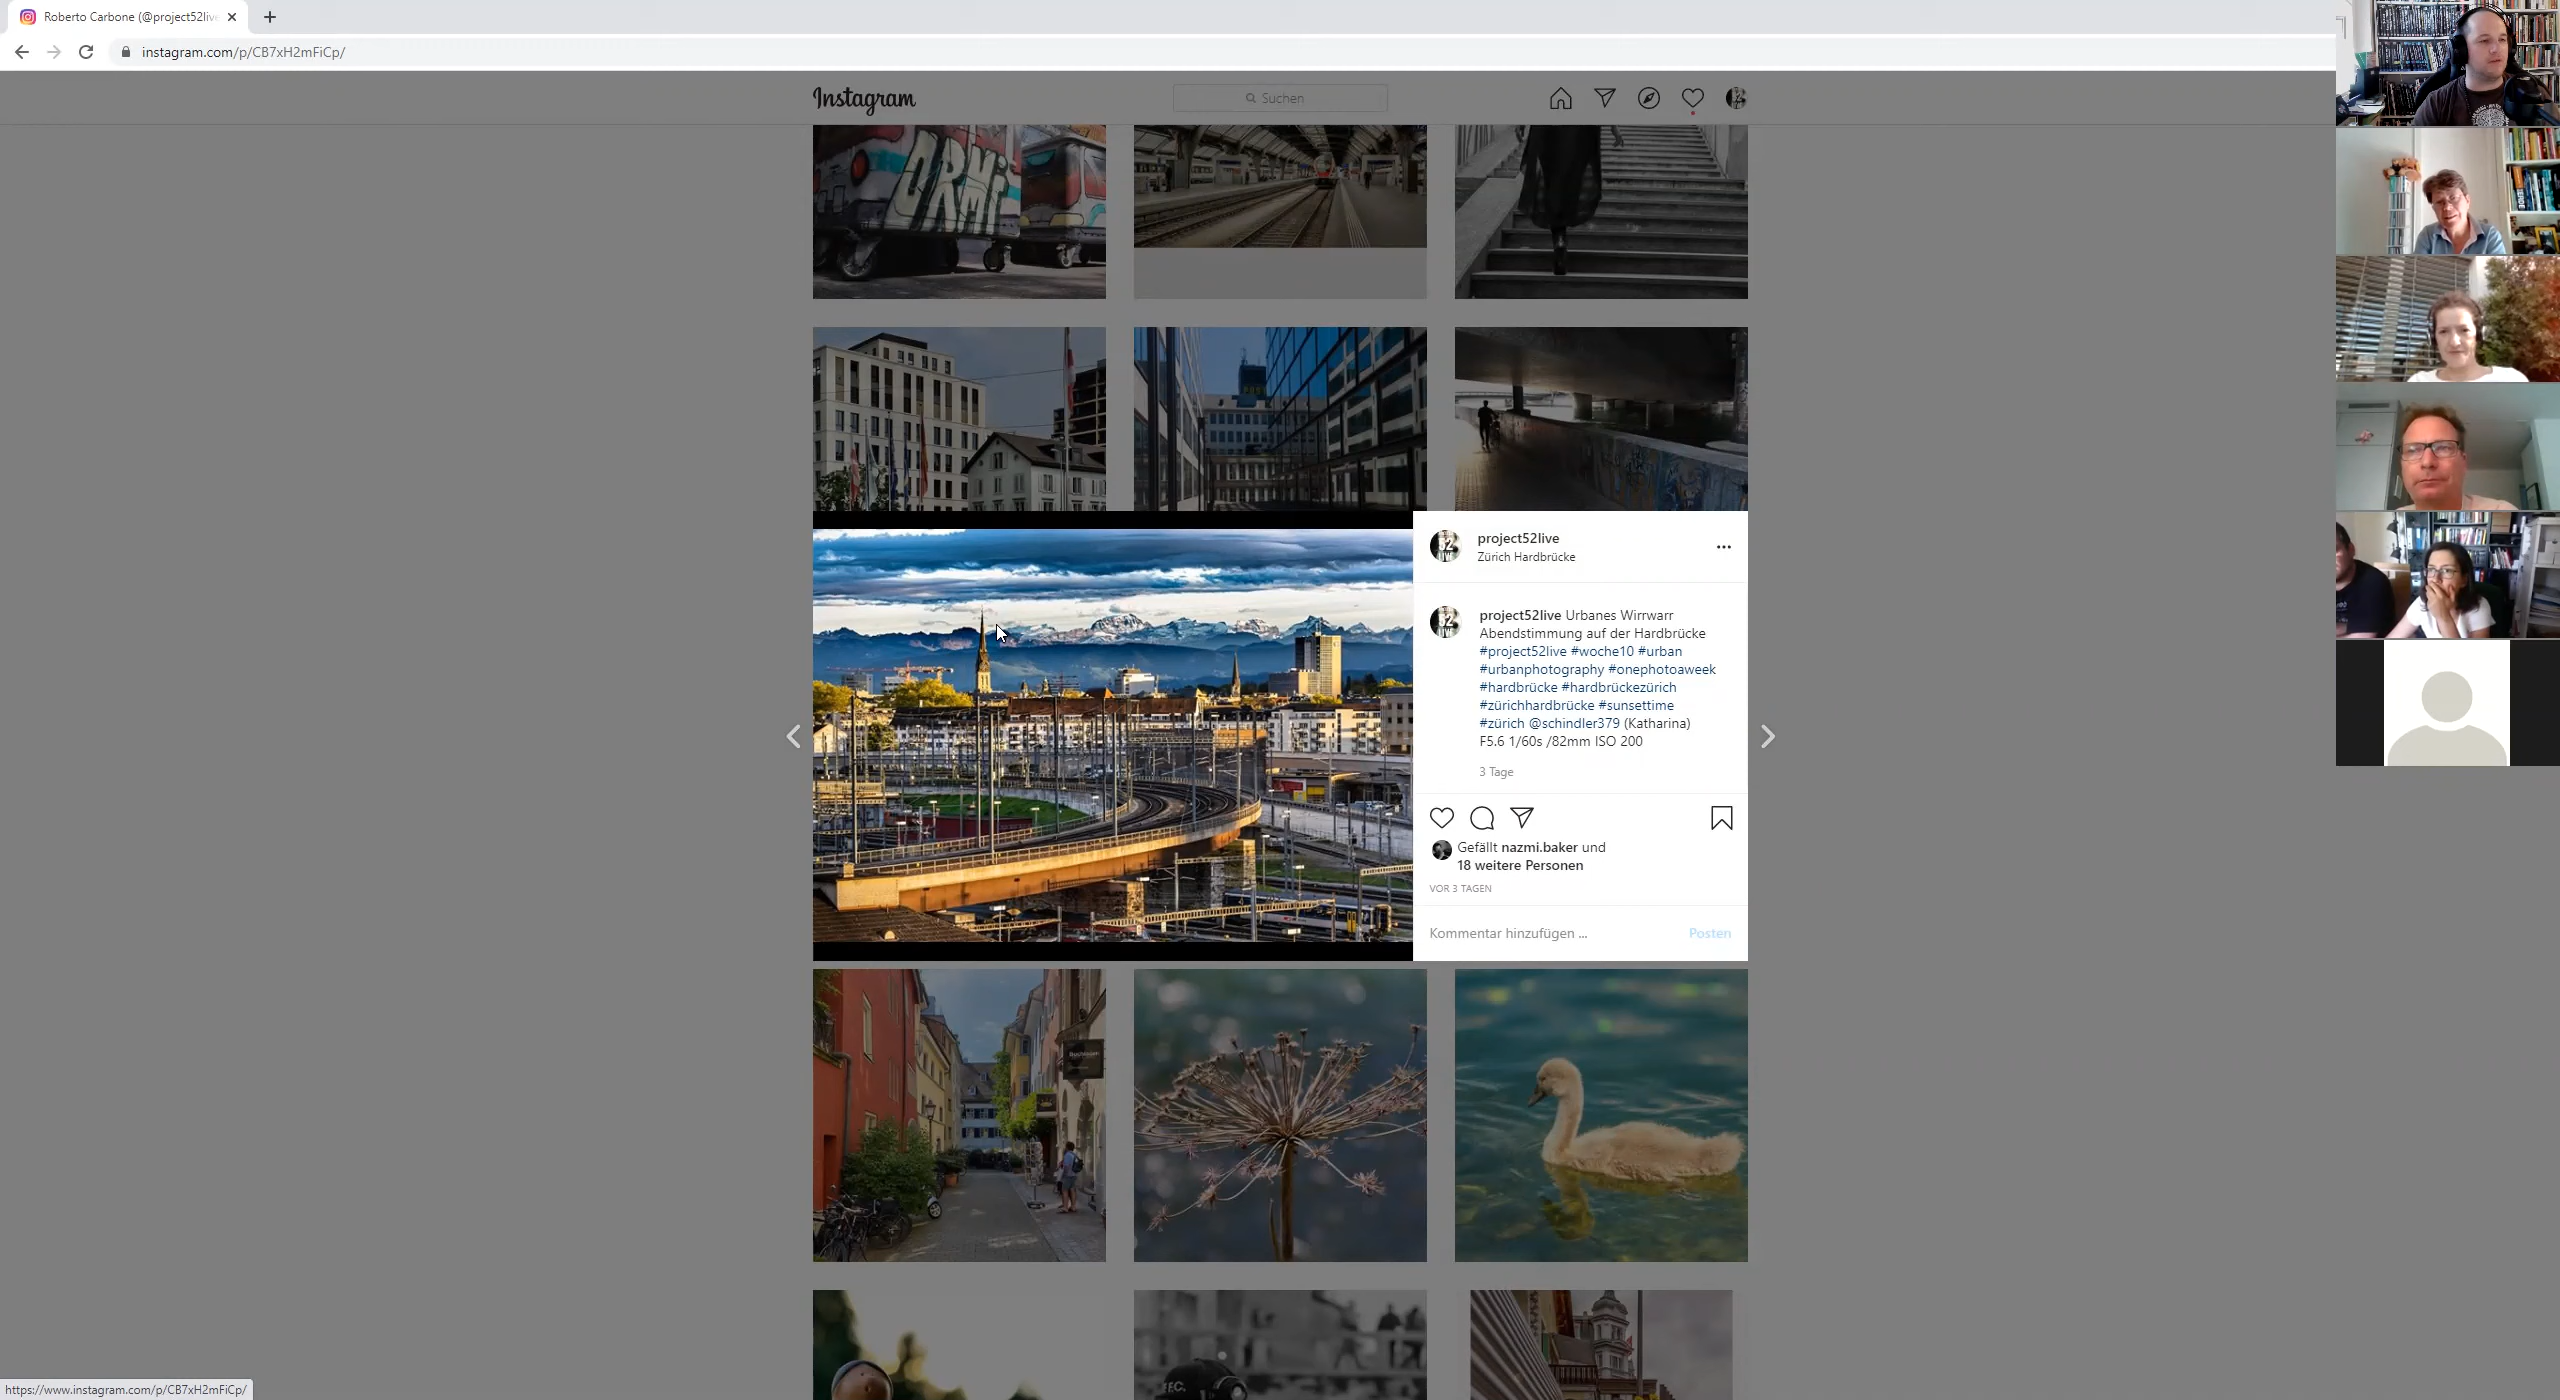 Roberto Carbone (@project52live
instagram.com/p/CB7xH2mFiCp/
Instagram
Suchen
ORMI
project52live
Zürich Hardbrücke
project52live Urbanes Wirrwarr
Abendstimmung auf der Hardbrücke
#project52live #woche10 #urban
#urbanphotography #onephotoaweek
#hardbrücke #hardbrückezürich
#zürichhardbrücke #sunsettime
#zürich @schindler379 (Katharina)
F5.6 1/60s /82mm ISO 200
3 Tage
Gefällt nazmi.baker und
18 weitere Personen
VOR 3 TAGEN
Kommentar hinzufügen ...
Posten
https://www.instagram.com/p/CB7xH2mFiCp/